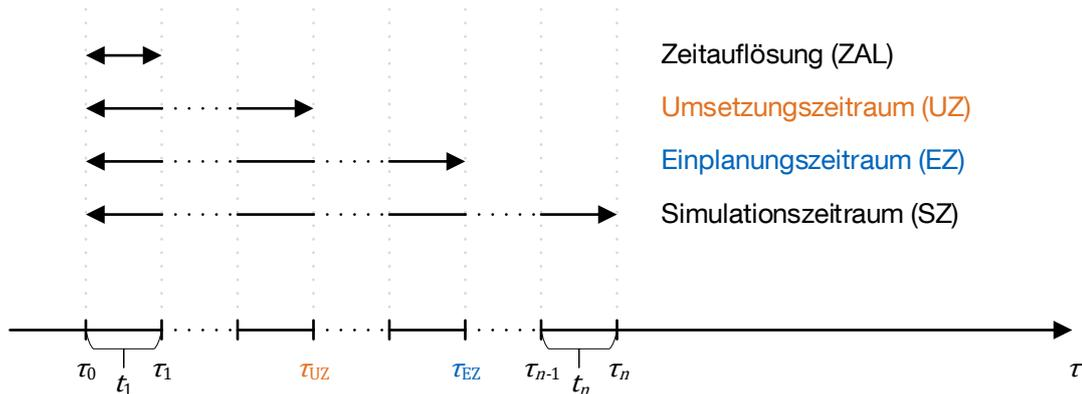 Zeitauflösung (ZAL)
Umsetzungszeitraum (UZ)
Einplanungszeitraum (EZ)
Simulationszeitraum (SZ)
τ0 τ1 τUZ τEZ τn-1 τn τ
t1 tn